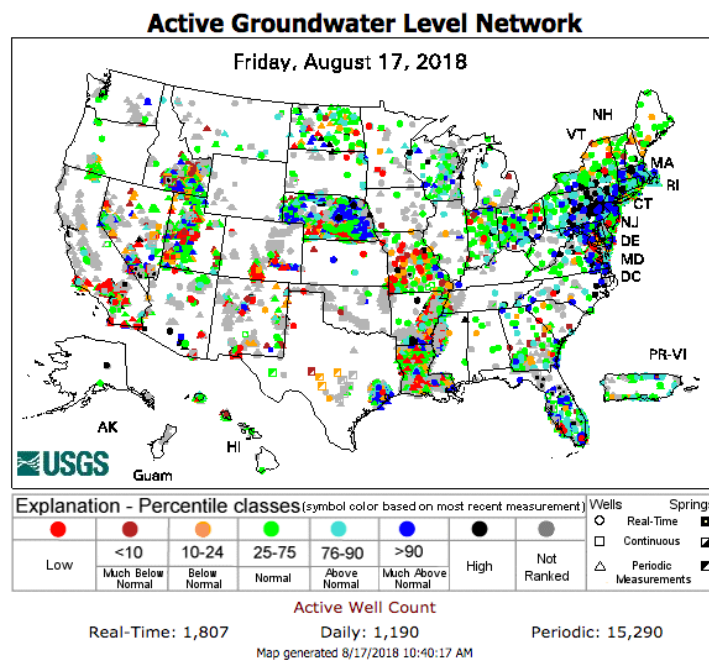 Active Groundwater Level Network
Friday, August 17, 2018
NH
VT
MA
RI
CT
NJ
DE
MD
DC
PR-VI
AK
HI
Guam
USGS
Explanation - Percentile classes (symbol color based on most recent measurement)
Wells Springs
Real-Time
Continuous
Periodic
Measurements
<10 10-24 25-75 76-90 >90
Low Much Below Normal Below Normal Normal Above Normal Much Above Normal High Not Ranked
Active Well Count
Real-Time: 1,807 Daily: 1,190 Periodic: 15,290
Map generated 8/17/2018 10:40:17 AM